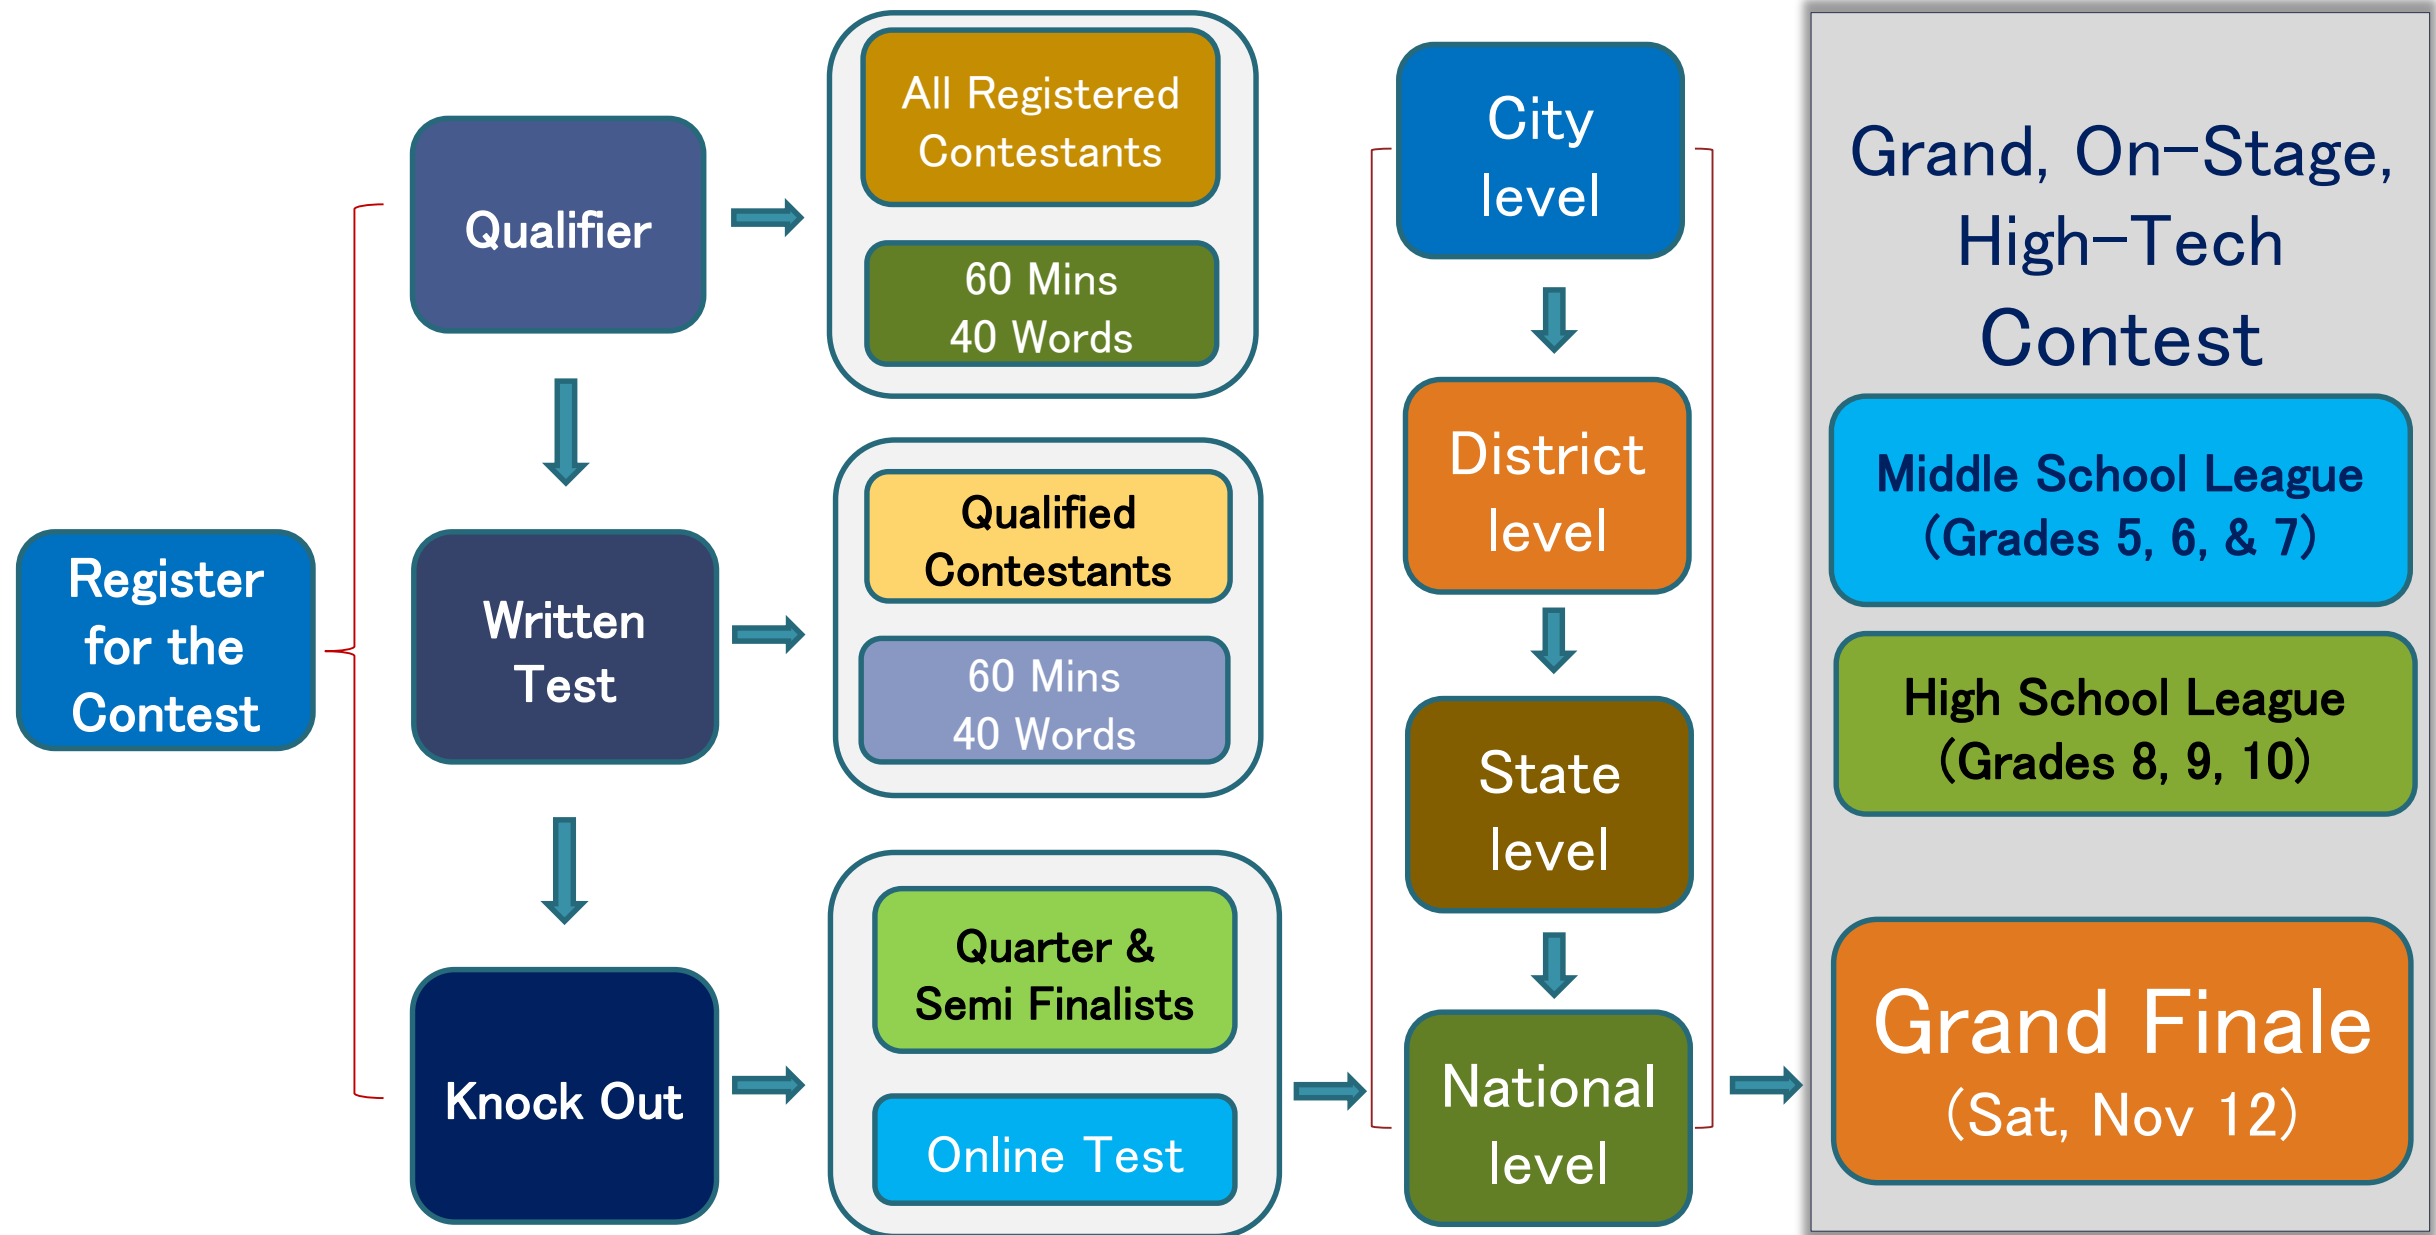 Register
for the
Contest
Qualifier
All Registered
Contestants
60 Mins
40 Words
Written
Test
Qualified
Contestants
60 Mins
40 Words
Knock Out
Quarter &
Semi Finalists
Online Test
City
level
District
level
State
level
National
level
Grand, On-Stage,
High-Tech
Contest
Middle School League
(Grades 5, 6, & 7)
High School League
(Grades 8, 9, 10)
Grand Finale
(Sat, Nov 12)